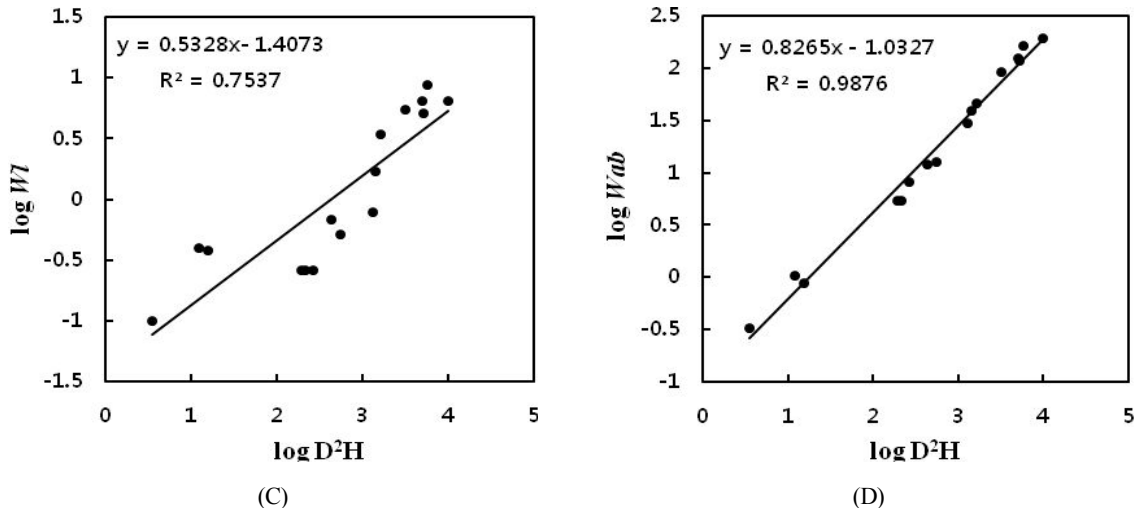 1.5
1
0.5
0
-0.5
-1
-1.5
log Wl
y = 0.5328x- 1.4073
R² = 0.7537
0 1 2 3 4 5
log D²H
(C)
2.5
2
1.5
1
0.5
0
-0.5
-1
log Wab
y = 0.8265x - 1.0327
R² = 0.9876
0 1 2 3 4 5
log D²H
(D)